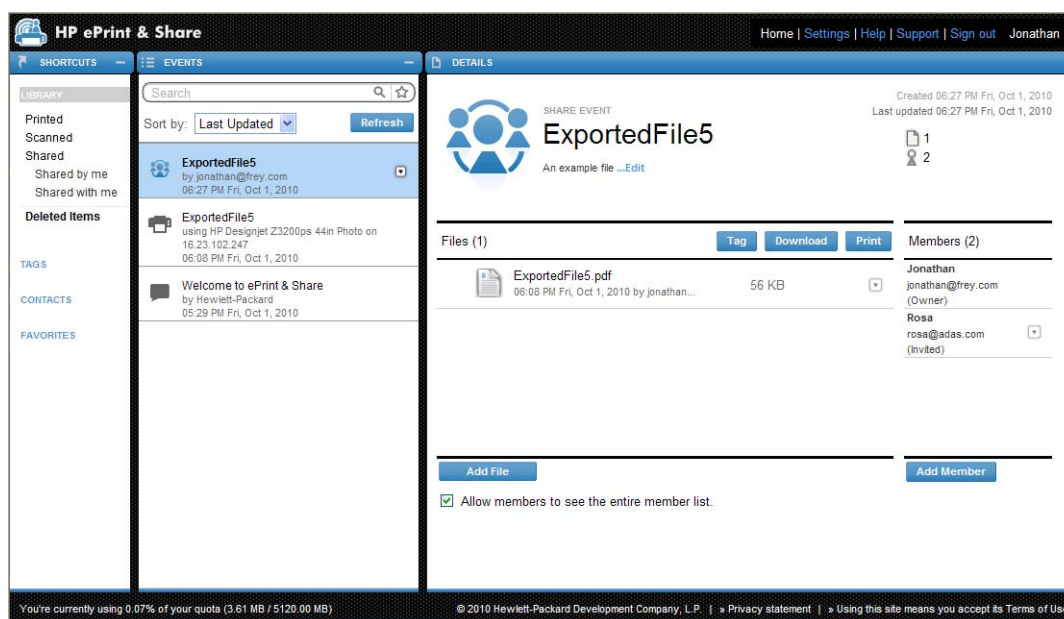 HP ePrint & Share
Home | Settings | Help | Support | Sign out Jonathan
SHORTCUTS
LIBRARY
Printed
Scanned
Shared
Shared by me
Shared with me
Deleted Items
TAGS
CONTACTS
FAVORITES
EVENTS
Search
Sort by: Last Updated Refresh
ExportedFile5
by jonathan@frey.com
06:27 PM Fri, Oct 1, 2010
ExportedFile5
using HP Designjet Z3200ps 44in Photo on
16.23.102.247
06:08 PM Fri, Oct 1, 2010
Welcome to ePrint & Share
by Hewlett-Packard
05:29 PM Fri, Oct 1, 2010
DETAILS
SHARE EVENT
ExportedFile5
An example file ...Edit
Created 06:27 PM Fri, Oct 1, 2010
Last updated 06:27 PM Fri, Oct 1, 2010
1
2
Files (1) Tag Download Print
ExportedFile5.pdf
06:08 PM Fri, Oct 1, 2010 by jonathan...
56 KB
Members (2)
Jonathan
jonathan@frey.com
(Owner)
Rosa
rosa@adas.com
(Invited)
Add File
Add Member
Allow members to see the entire member list.
You're currently using 0.07% of your quota (3.61 MB / 5120.00 MB)
© 2010 Hewlett-Packard Development Company, L.P. | » Privacy statement | » Using this site means you accept its Terms of Use